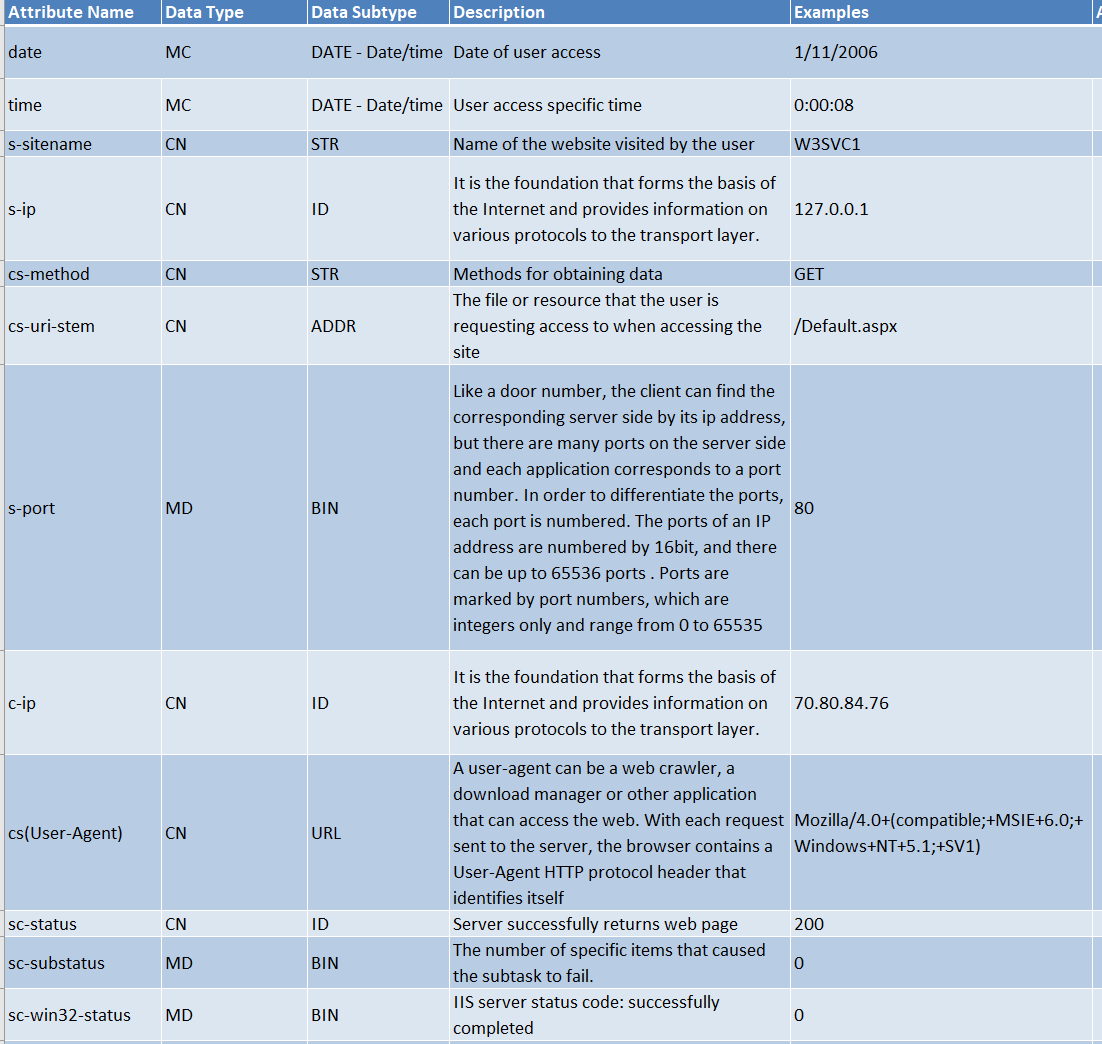 Attribute Name Data Type Data Subtype Description Examples
date MC DATE - Date/time Date of user access 1/11/2006
time MC DATE - Date/time User access specific time 0:00:08
s-sitename CN STR Name of the website visited by the user W3SVC1
s-ip CN ID It is the foundation that forms the basis of
the Internet and provides information on
various protocols to the transport layer. 127.0.0.1
cs-method CN STR Methods for obtaining data GET
cs-uri-stem CN ADDR The file or resource that the user is
requesting access to when accessing the
site /Default.aspx
s-port MD BIN Like a door number, the client can find the
corresponding server side by its ip address,
but there are many ports on the server side
and each application corresponds to a port
number. In order to differentiate the ports,
each port is numbered. The ports of an IP
address are numbered by 16bit, and there
can be up to 65536 ports . Ports are
marked by port numbers, which are
integers only and range from 0 to 65535 80
c-ip CN ID It is the foundation that forms the basis of
the Internet and provides information on
various protocols to the transport layer. 70.80.84.76
cs(User-Agent) CN URL A user-agent can be a web crawler, a
download manager or other application
that can access the web. With each request
sent to the server, the browser contains a
User-Agent HTTP protocol header that
identifies itself Mozilla/4.0+(compatible;+MSIE+6.0;+
Windows+NT+5.1;+SV1)
sc-status CN ID Server successfully returns web page 200
sc-substatus MD BIN The number of specific items that caused
the subtask to fail. 0
sc-win32-status MD BIN IIS server status code: successfully
completed 0